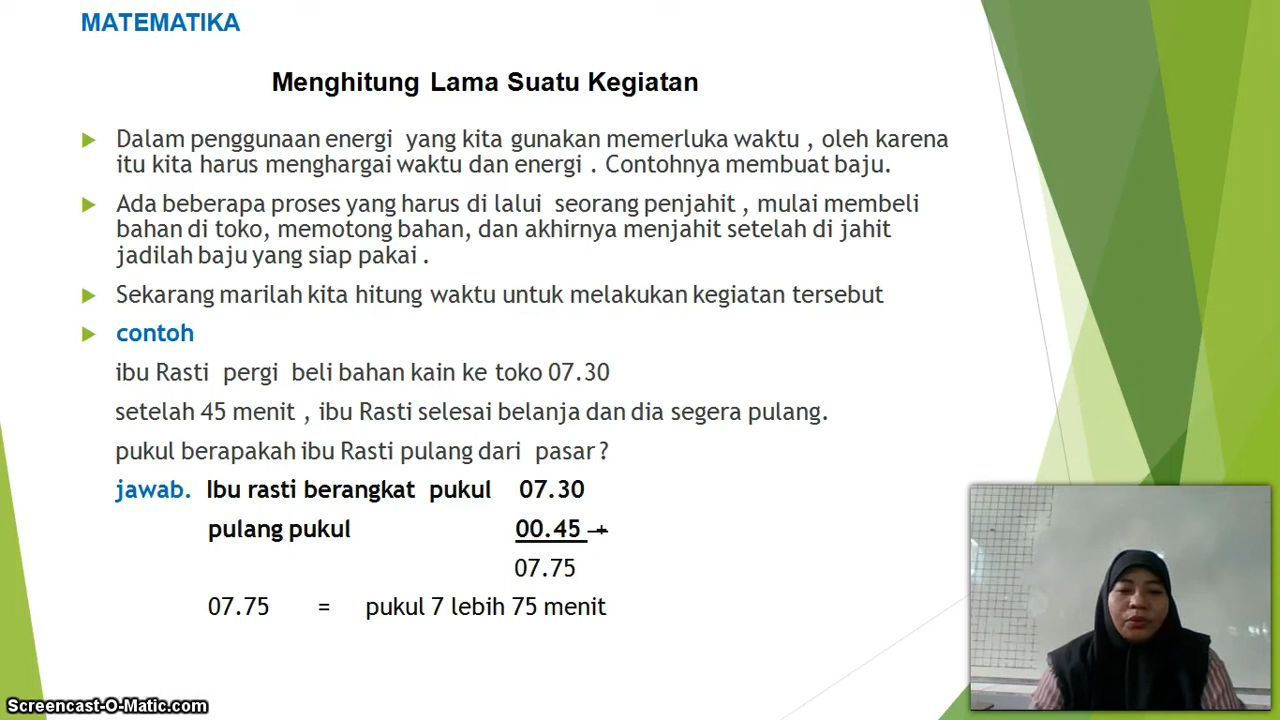 MATEMATIKA
Menghitung Lama Suatu Kegiatan
Dalam penggunaan energi yang kita gunakan memerluka waktu , oleh karena
itu kita harus menghargai waktu dan energi . Contohnya membuat baju.
Ada beberapa proses yang harus di lalui seorang penjahit , mulai membeli
bahan di toko, memotong bahan, dan akhirnya menjahit setelah di jahit
jadilah baju yang siap pakai .
Sekarang marilah kita hitung waktu untuk melakukan kegiatan tersebut
contoh
ibu Rasti pergi beli bahan kain ke toko 07.30
setelah 45 menit , ibu Rasti selesai belanja dan dia segera pulang.
pukul berapakah ibu Rasti pulang dari pasar ?
jawab. Ibu rasti berangkat pukul 07.30
pulang pukul 00.45 +
07.75
07.75 = pukul 7 lebih 75 menit
Screencast-O-Matic.com